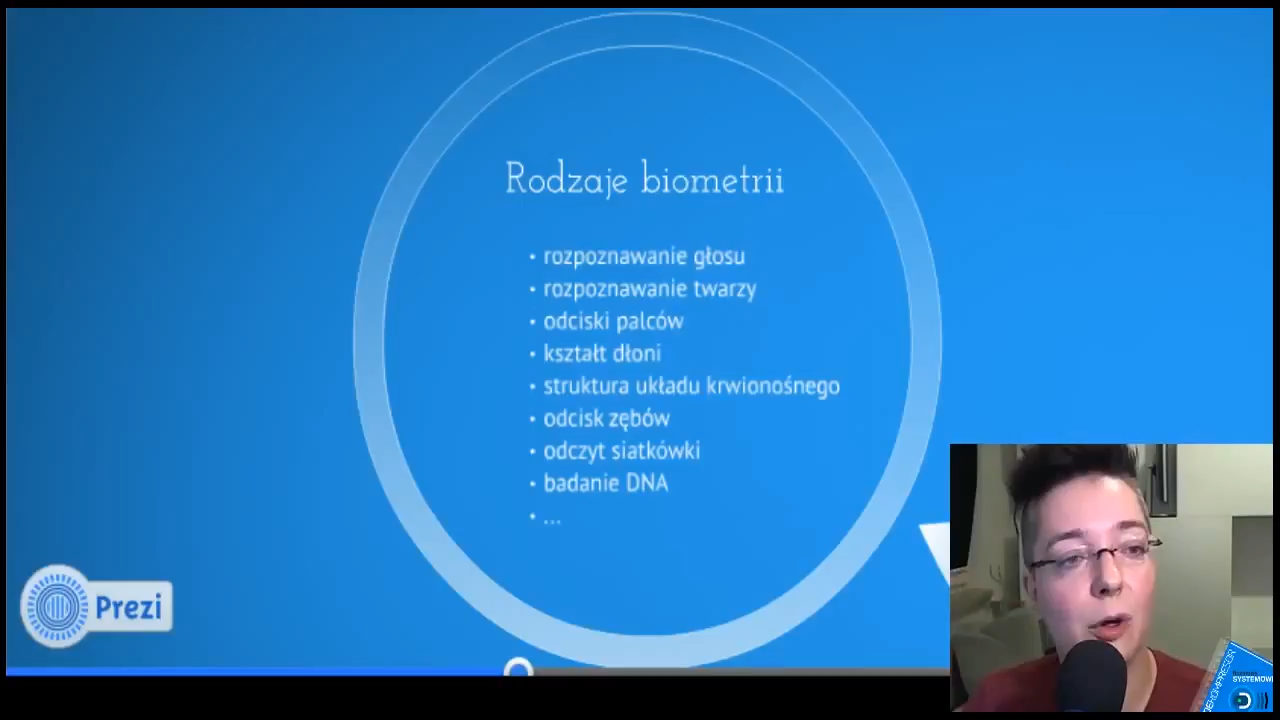 Rodzaje biometrii
• rozpoznawanie głosu
• rozpoznawanie twarzy
• odciski palców
• kształt dłoni
• struktura układu krwionośnego
• odcisk zębów
• odczyt siatkówki
• badanie DNA
• ...
Prezi